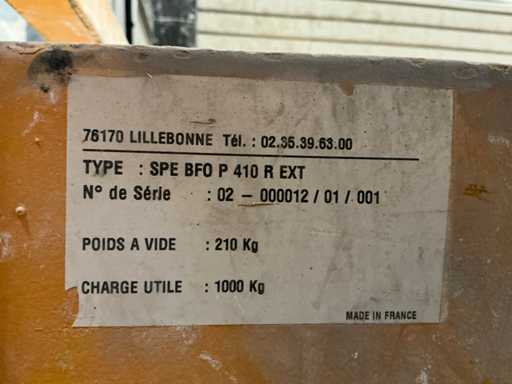 76170 LILLEBONNE Tél. : 02.35.39.63.00
TYPE : SPE BFO P 410 R EXT
N° de Série : 02 – 000012 / 01 / 001
POIDS A VIDE : 210 Kg
CHARGE UTILE : 1000 Kg
MADE IN FRANCE